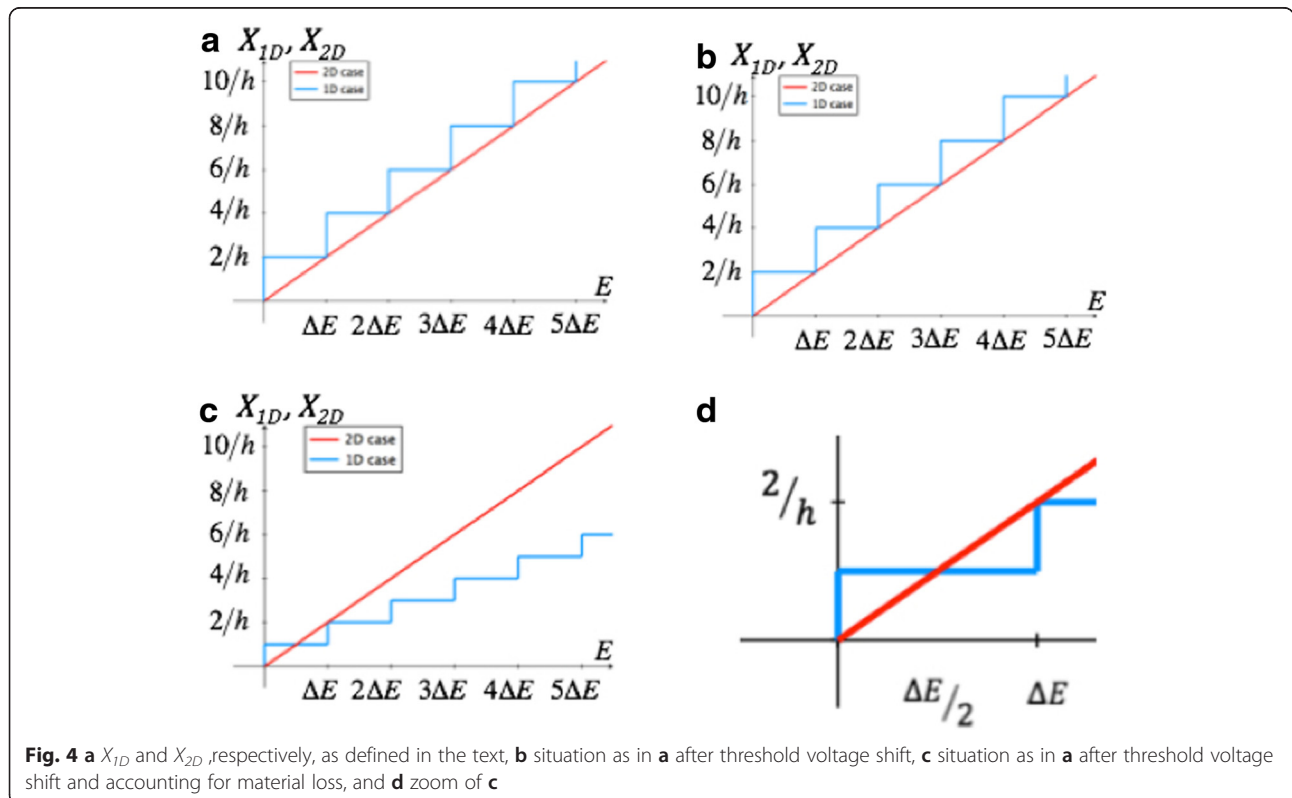 a X1D, X2D
2D case
1D case
10/h
8/h
6/h
4/h
2/h
E
ΔE 2ΔE 3ΔE 4ΔE 5ΔE
b X1D, X2D
2D case
1D case
10/h
8/h
6/h
4/h
2/h
E
ΔE 2ΔE 3ΔE 4ΔE 5ΔE
c X1D, X2D
2D case
1D case
10/h
8/h
6/h
4/h
2/h
E
ΔE 2ΔE 3ΔE 4ΔE 5ΔE
d
2/h
ΔE/2 ΔE
Fig. 4 a X1D and X2D ,respectively, as defined in the text, b situation as in a after threshold voltage shift, c situation as in a after threshold voltage
shift and accounting for material loss, and d zoom of c